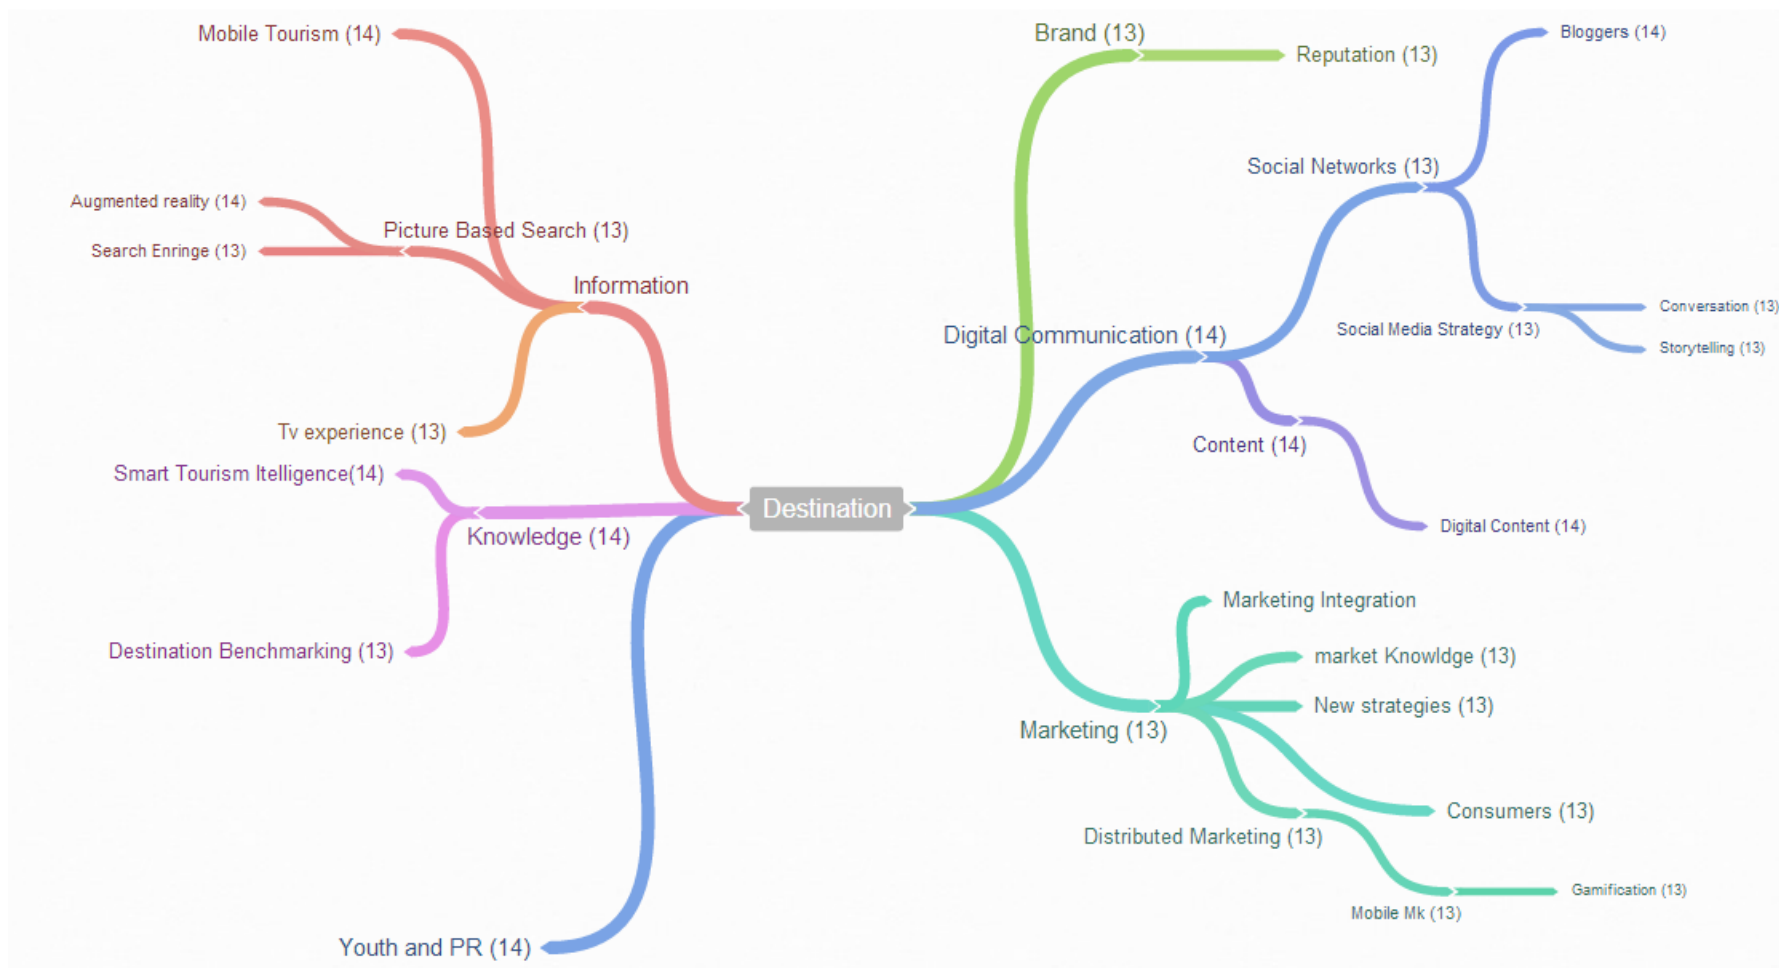 Mobile Tourism (14)
Brand (13)
Reputation (13)
Bloggers (14)
Social Networks (13)
Augmented reality (14)
Picture Based Search (13)
Search Enringe (13)
Information
Conversation (13)
Digital Communication (14)
Social Media Strategy (13)
Storytelling (13)
Tv experience (13)
Content (14)
Smart Tourism Itelligence(14)
Destination
Digital Content (14)
Knowledge (14)
Marketing Integration
Destination Benchmarking (13)
market Knowldge (13)
New strategies (13)
Marketing (13)
Consumers (13)
Distributed Marketing (13)
Gamification (13)
Mobile Mk (13)
Youth and PR (14)